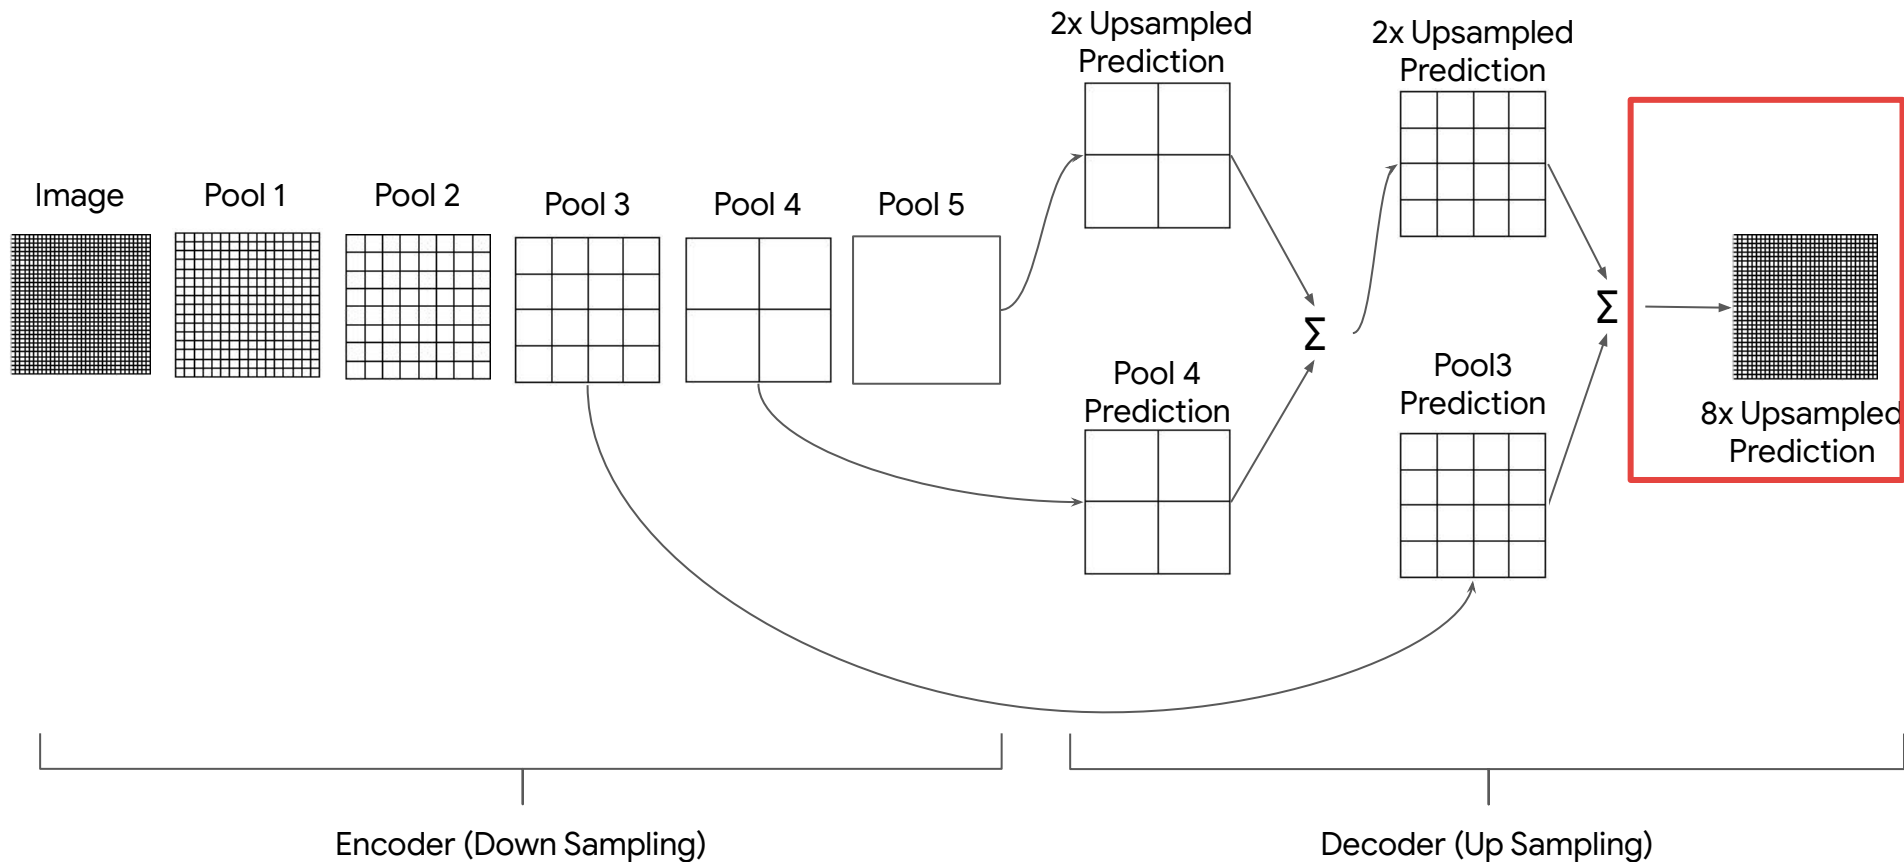 2x Upsampled
Prediction
2x Upsampled
Prediction
Image
Pool 1
Pool 2
Pool 3
Pool 4
Pool 5
Σ
Σ
Pool 4
Prediction
Pool3
Prediction
8x Upsampled
Prediction
Encoder (Down Sampling)
Decoder (Up Sampling)